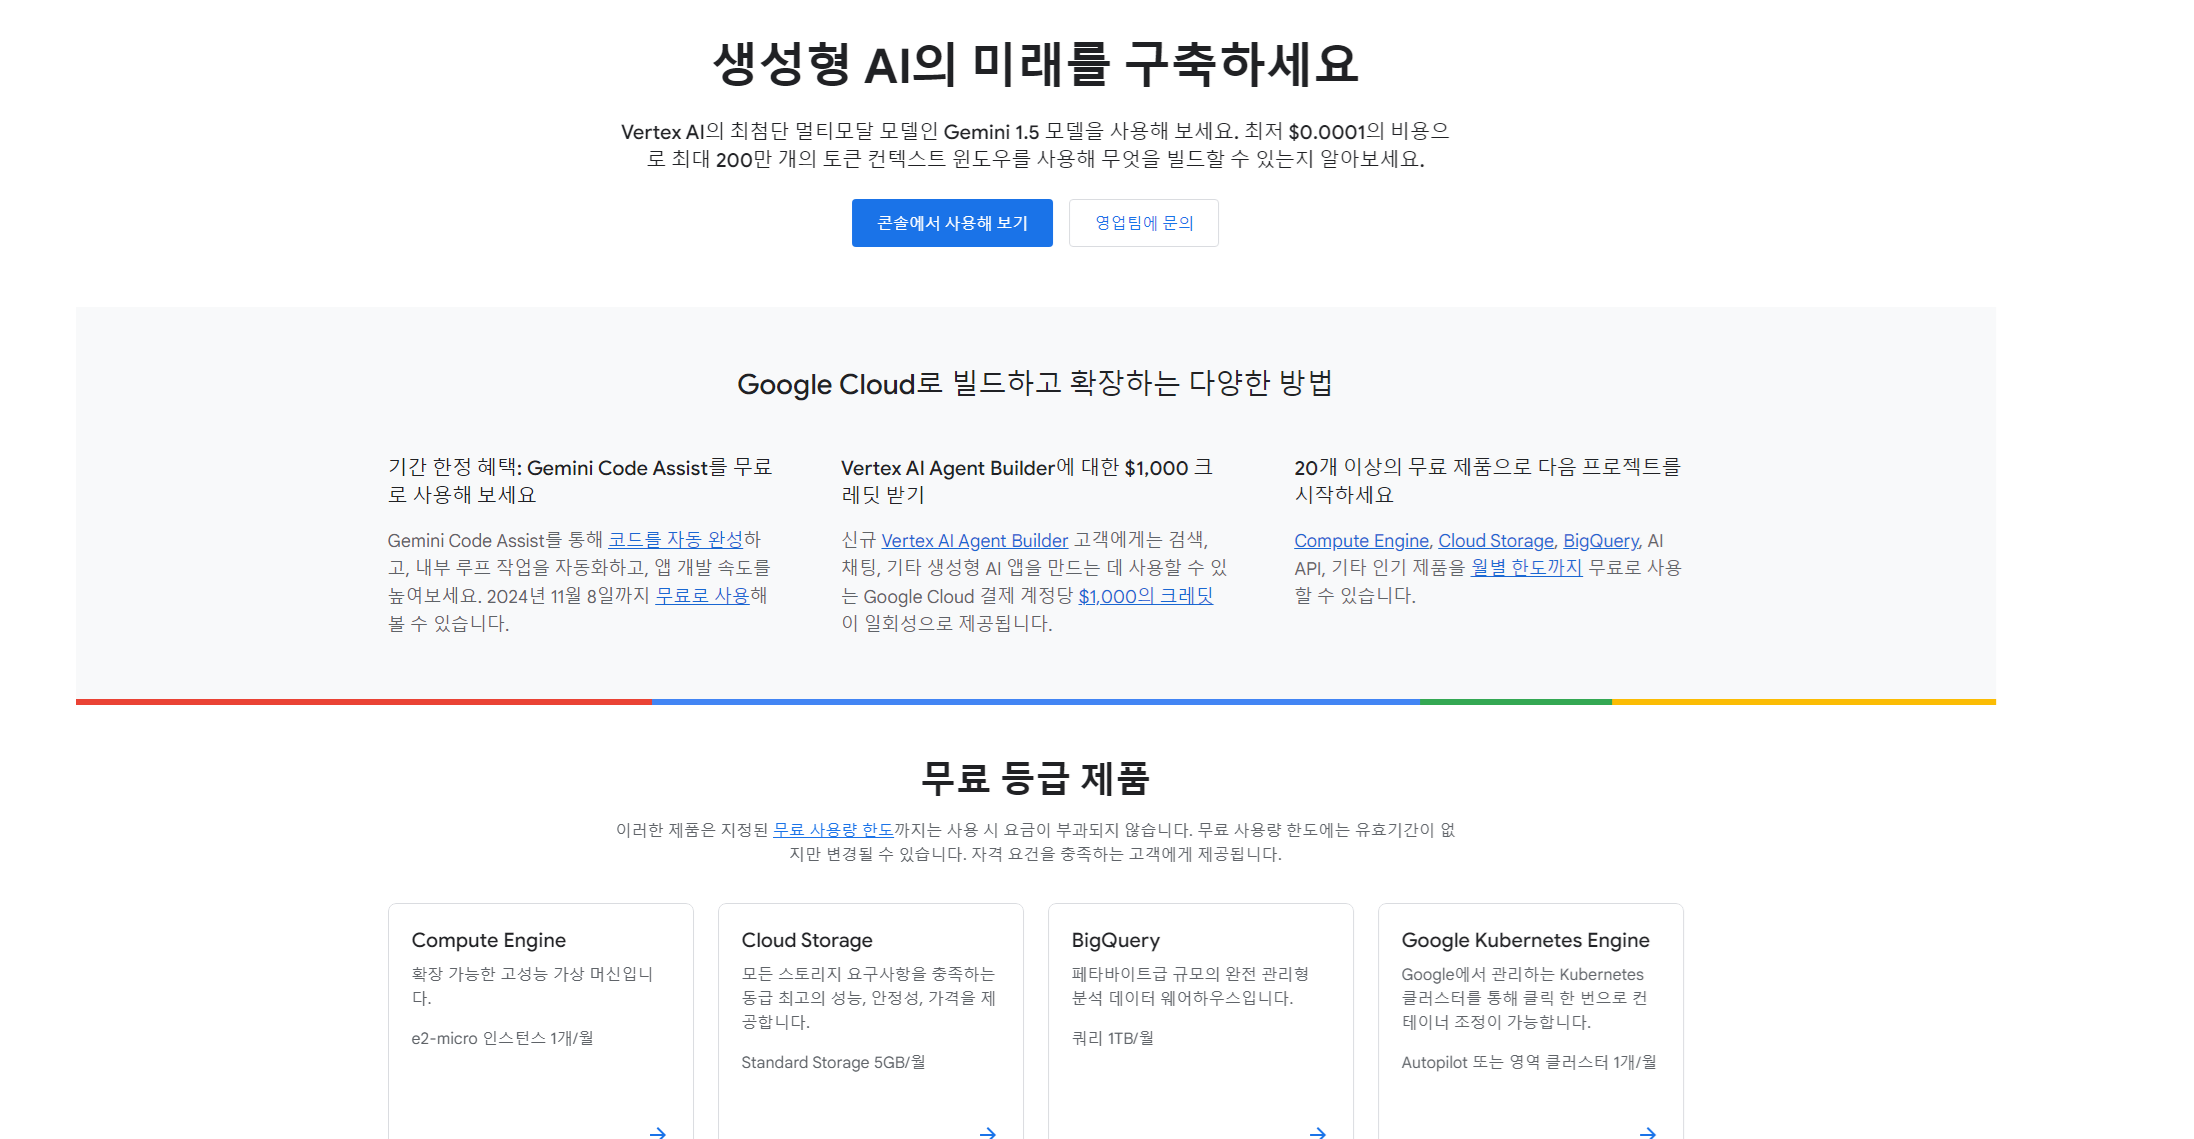 생성형 AI의 미래를 구축하세요
Vertex AI의 최첨단 멀티모달 모델인 Gemini 1.5 모델을 사용해 보세요. 최저 $0.0001의 비용으
로 최대 200만 개의 토큰 컨텍스트 윈도우를 사용해 무엇을 빌드할 수 있는지 알아보세요.
콘솔에서 사용해 보기
영업팀에 문의
Google Cloud로 빌드하고 확장하는 다양한 방법
기간 한정 혜택: Gemini Code Assist를 무료
로 사용해 보세요
Gemini Code Assist를 통해 코드를 자동 완성하
고, 내부 루프 작업을 자동화하고, 앱 개발 속도를
높여보세요. 2024년 11월 8일까지 무료로 사용해
볼 수 있습니다.
Vertex AI Agent Builder에 대한 $1,000 크
레딧 받기
신규 Vertex AI Agent Builder 고객에게는 검색,
채팅, 기타 생성형 AI 앱을 만드는 데 사용할 수 있
는 Google Cloud 결제 계정당 $1,000의 크레딧
이 일회성으로 제공됩니다.
20개 이상의 무료 제품으로 다음 프로젝트를
시작하세요
Compute Engine, Cloud Storage, BigQuery, AI
API, 기타 인기 제품을 월별 한도까지 무료로 사용
할 수 있습니다.
무료 등급 제품
이러한 제품은 지정된 무료 사용량 한도까지는 사용 시 요금이 부과되지 않습니다. 무료 사용량 한도에는 유효기간이 없
지만 변경될 수 있습니다. 자격 요건을 충족하는 고객에게 제공됩니다.
Compute Engine
확장 가능한 고성능 가상 머신입니
다.
e2-micro 인스턴스 1개/월
Cloud Storage
모든 스토리지 요구사항을 충족하는
동급 최고의 성능, 안정성, 가격을 제
공합니다.
Standard Storage 5GB/월
BigQuery
페타바이트급 규모의 완전 관리형
분석 데이터 웨어하우스입니다.
쿼리 1TB/월
Google Kubernetes Engine
Google에서 관리하는 Kubernetes
클러스터를 통해 클릭 한 번으로 컨
테이너 조정이 가능합니다.
Autopilot 또는 영역 클러스터 1개/월